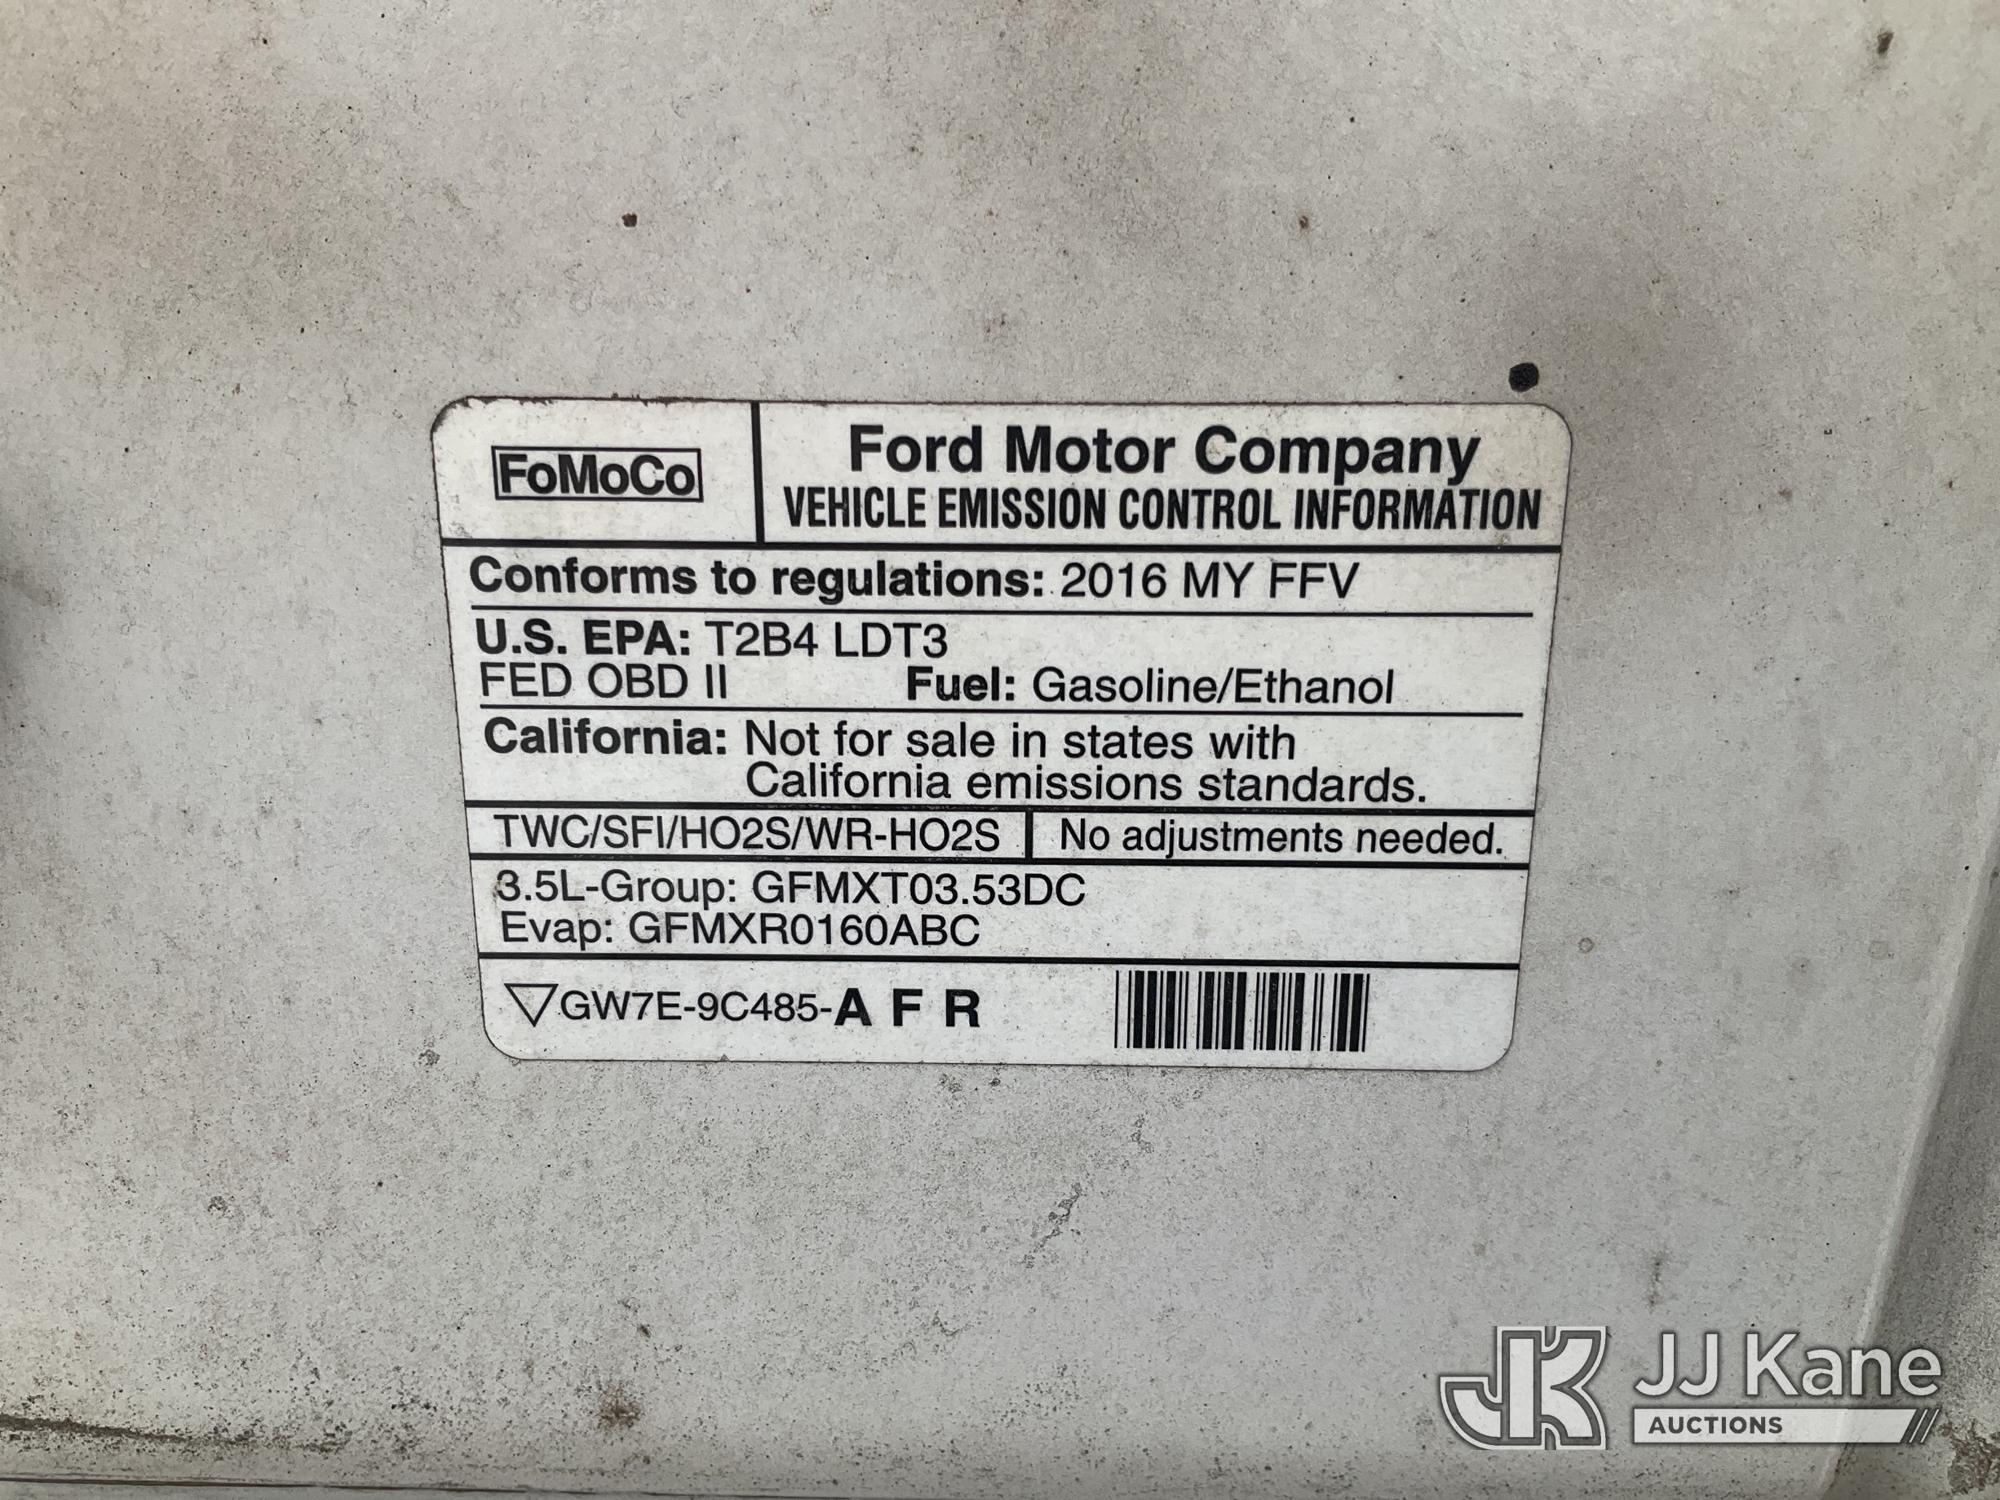 FoMoCo
Ford Motor Company
VEHICLE EMISSION CONTROL INFORMATION
Conforms to regulations: 2016 MY FFV
U.S. EPA: T2B4 LDT3
FED OBD II Fuel: Gasoline/Ethanol
California: Not for sale in states with
California emissions standards.
TWC/SFI/HO2S/WR-HO2S No adjustments needed.
3.5L-Group: GFMXT03.53DC
Evap: GFMXR0160ABC
▽GW7E-9C485-A F R
JK JJ Kane
AUCTIONS